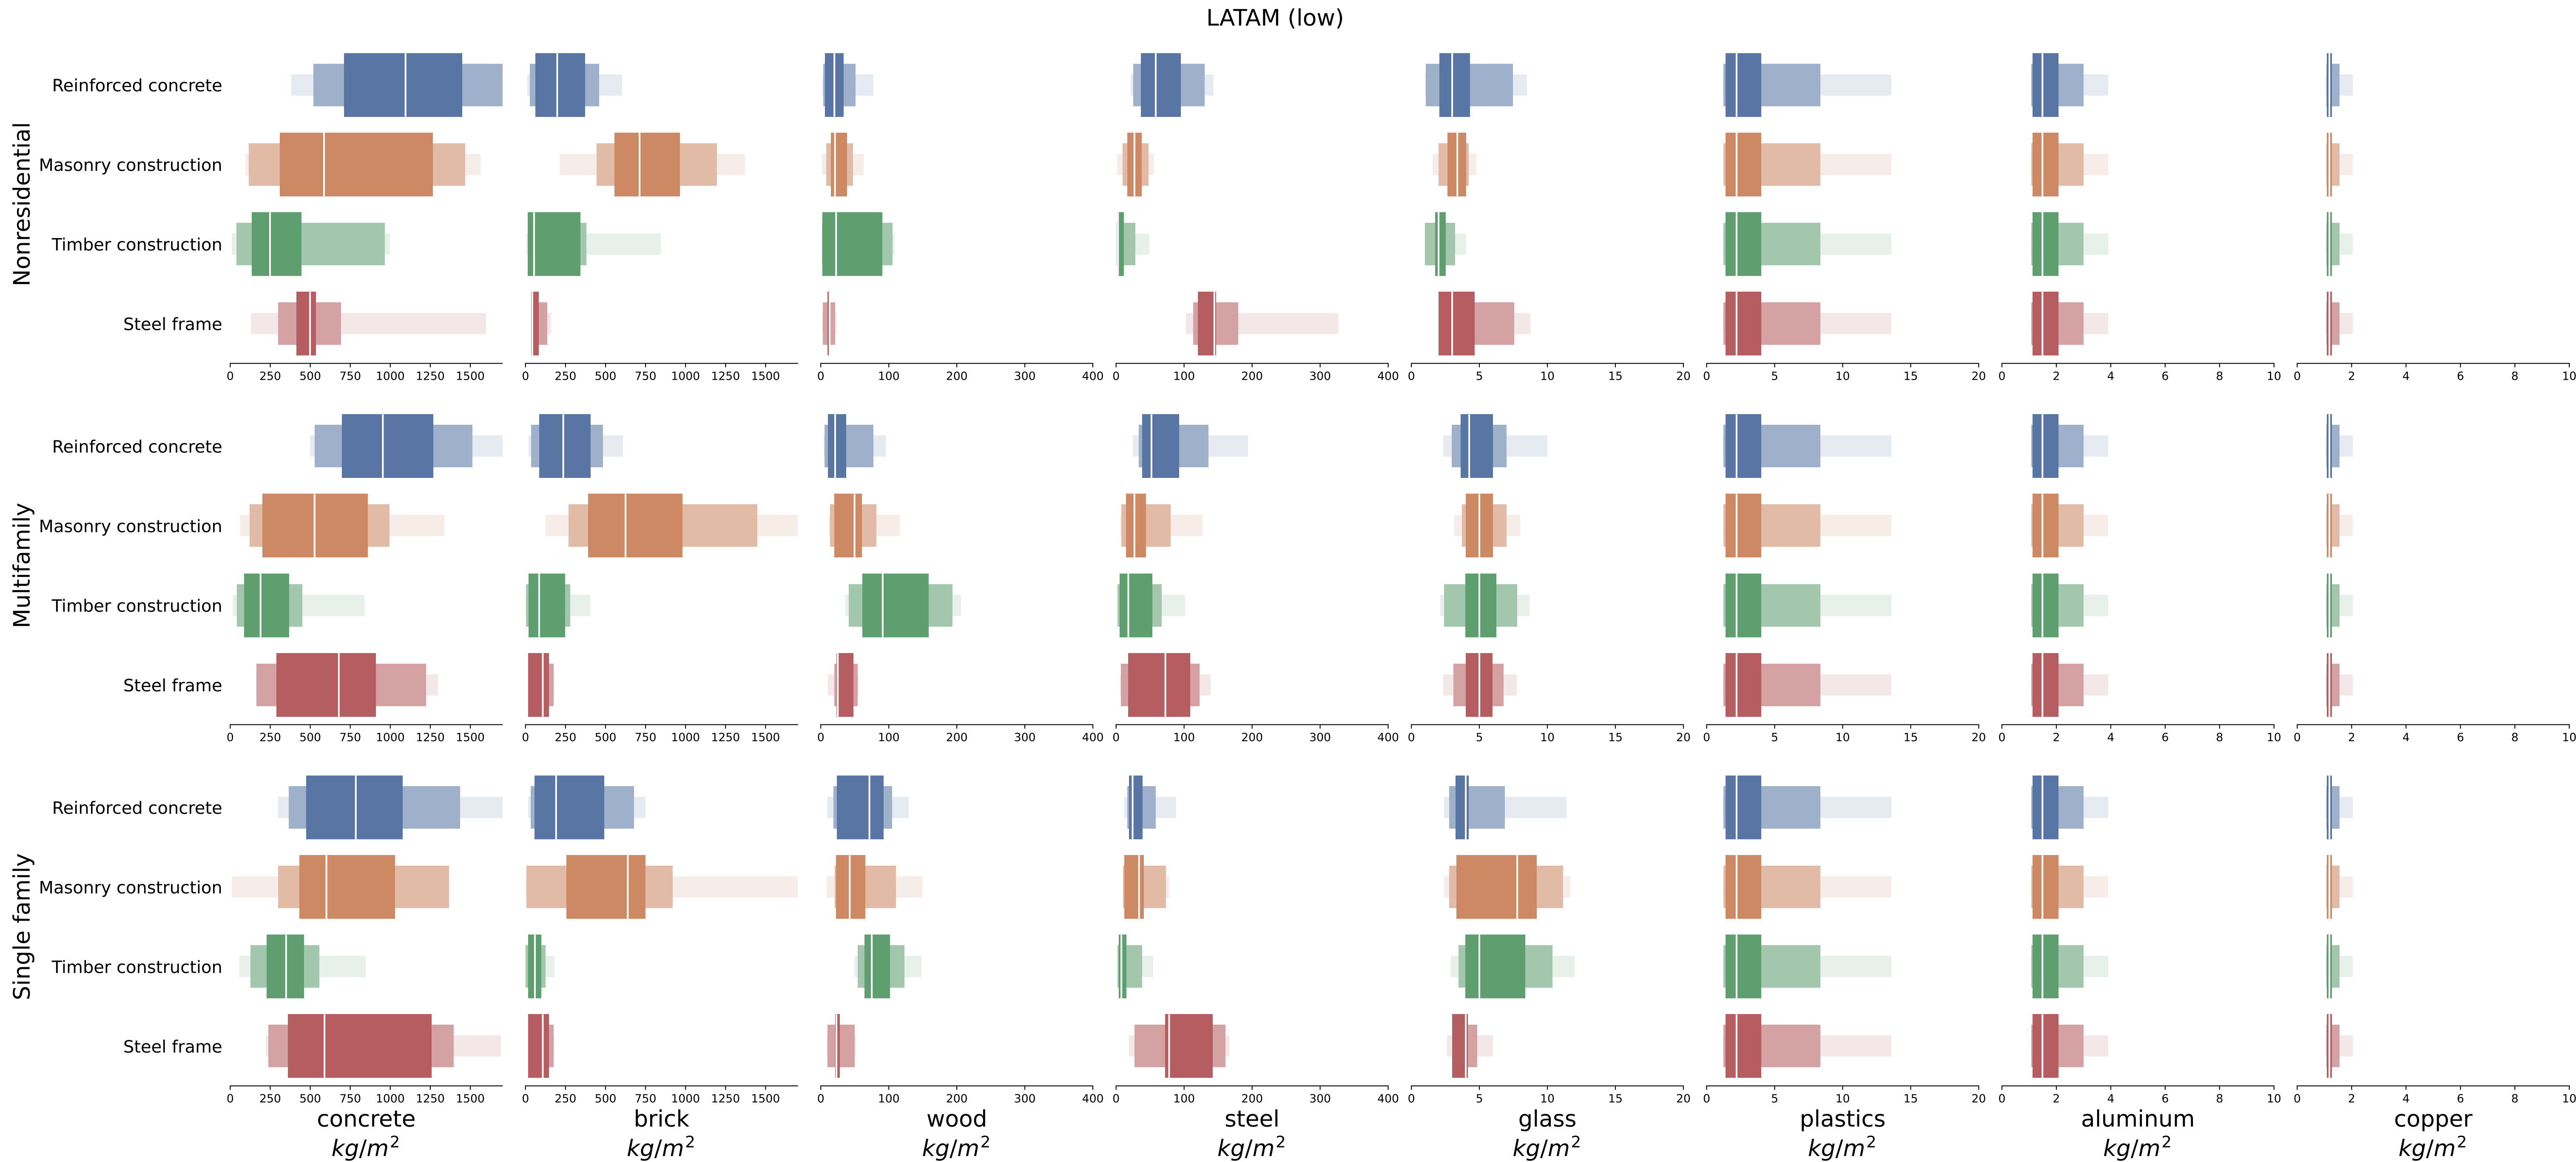 LATAM (low)
Nonresidential
Reinforced concrete
Masonry construction
Timber construction
Steel frame
0 250 500 750 1000 1250 1500 0 250 500 750 1000 1250 1500 0 100 200 300 400 0 100 200 300 400 0 5 10 15 20 0 5 10 15 20 0 2 4 6 8 10 0 2 4 6 8 10
Multifamily
Reinforced concrete
Masonry construction
Timber construction
Steel frame
0 250 500 750 1000 1250 1500 0 250 500 750 1000 1250 1500 0 100 200 300 400 0 100 200 300 400 0 5 10 15 20 0 5 10 15 20 0 2 4 6 8 10 0 2 4 6 8 10
Single family
Reinforced concrete
Masonry construction
Timber construction
Steel frame
0 250 500 750 1000 1250 1500 0 250 500 750 1000 1250 1500 0 100 200 300 400 0 100 200 300 400 0 5 10 15 20 0 5 10 15 20 0 2 4 6 8 10 0 2 4 6 8 10
concrete brick wood steel glass plastics aluminum copper
kg/m² kg/m² kg/m² kg/m² kg/m² kg/m² kg/m² kg/m²